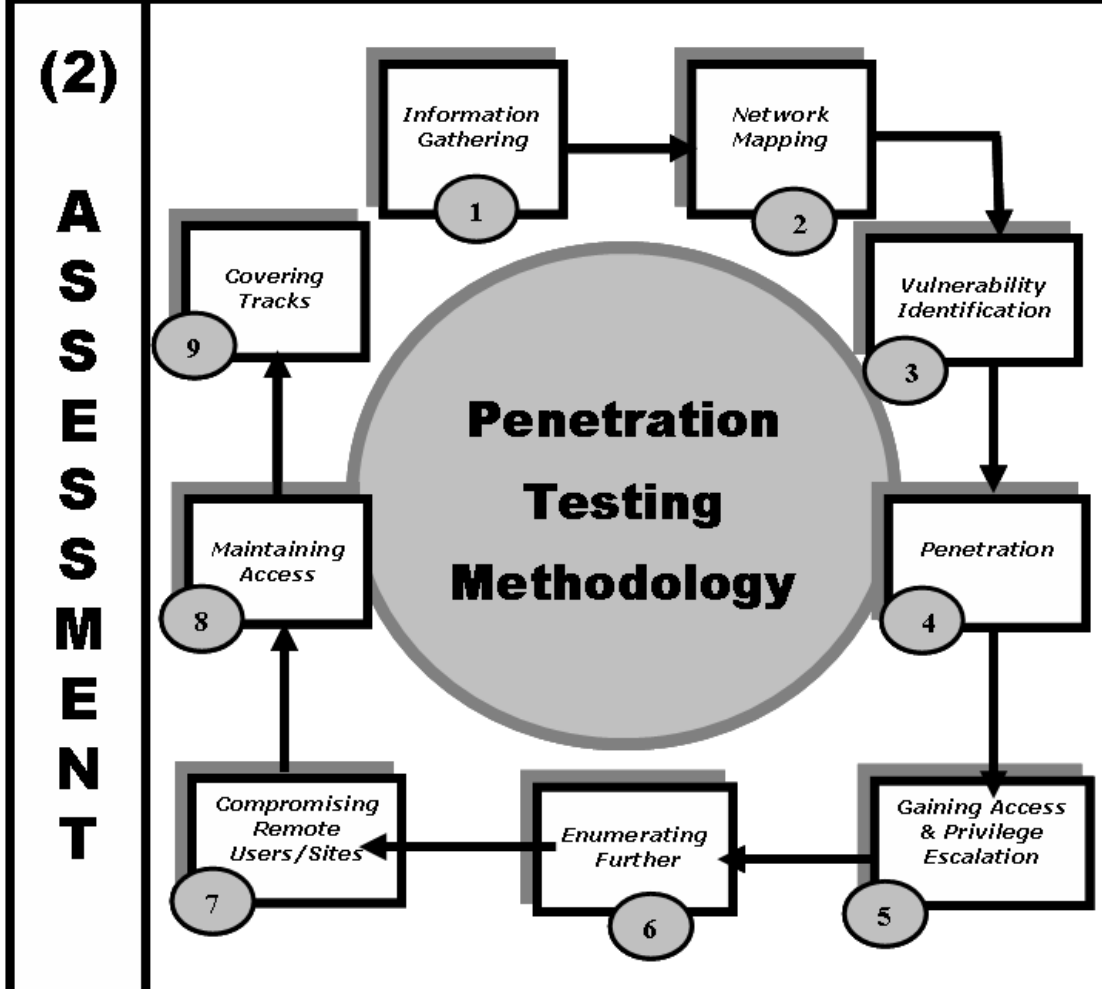 (2)
A
S
S
E
S
S
M
E
N
T
Information
Gathering
1
Network
Mapping
2
Vulnerability
Identification
3
Penetration
4
Gaining Access
& Privilege
Escalation
5
Enumerating
Further
6
Compromising
Remote
Users/Sites
7
Maintaining
Access
8
Covering
Tracks
9
Penetration
Testing
Methodology